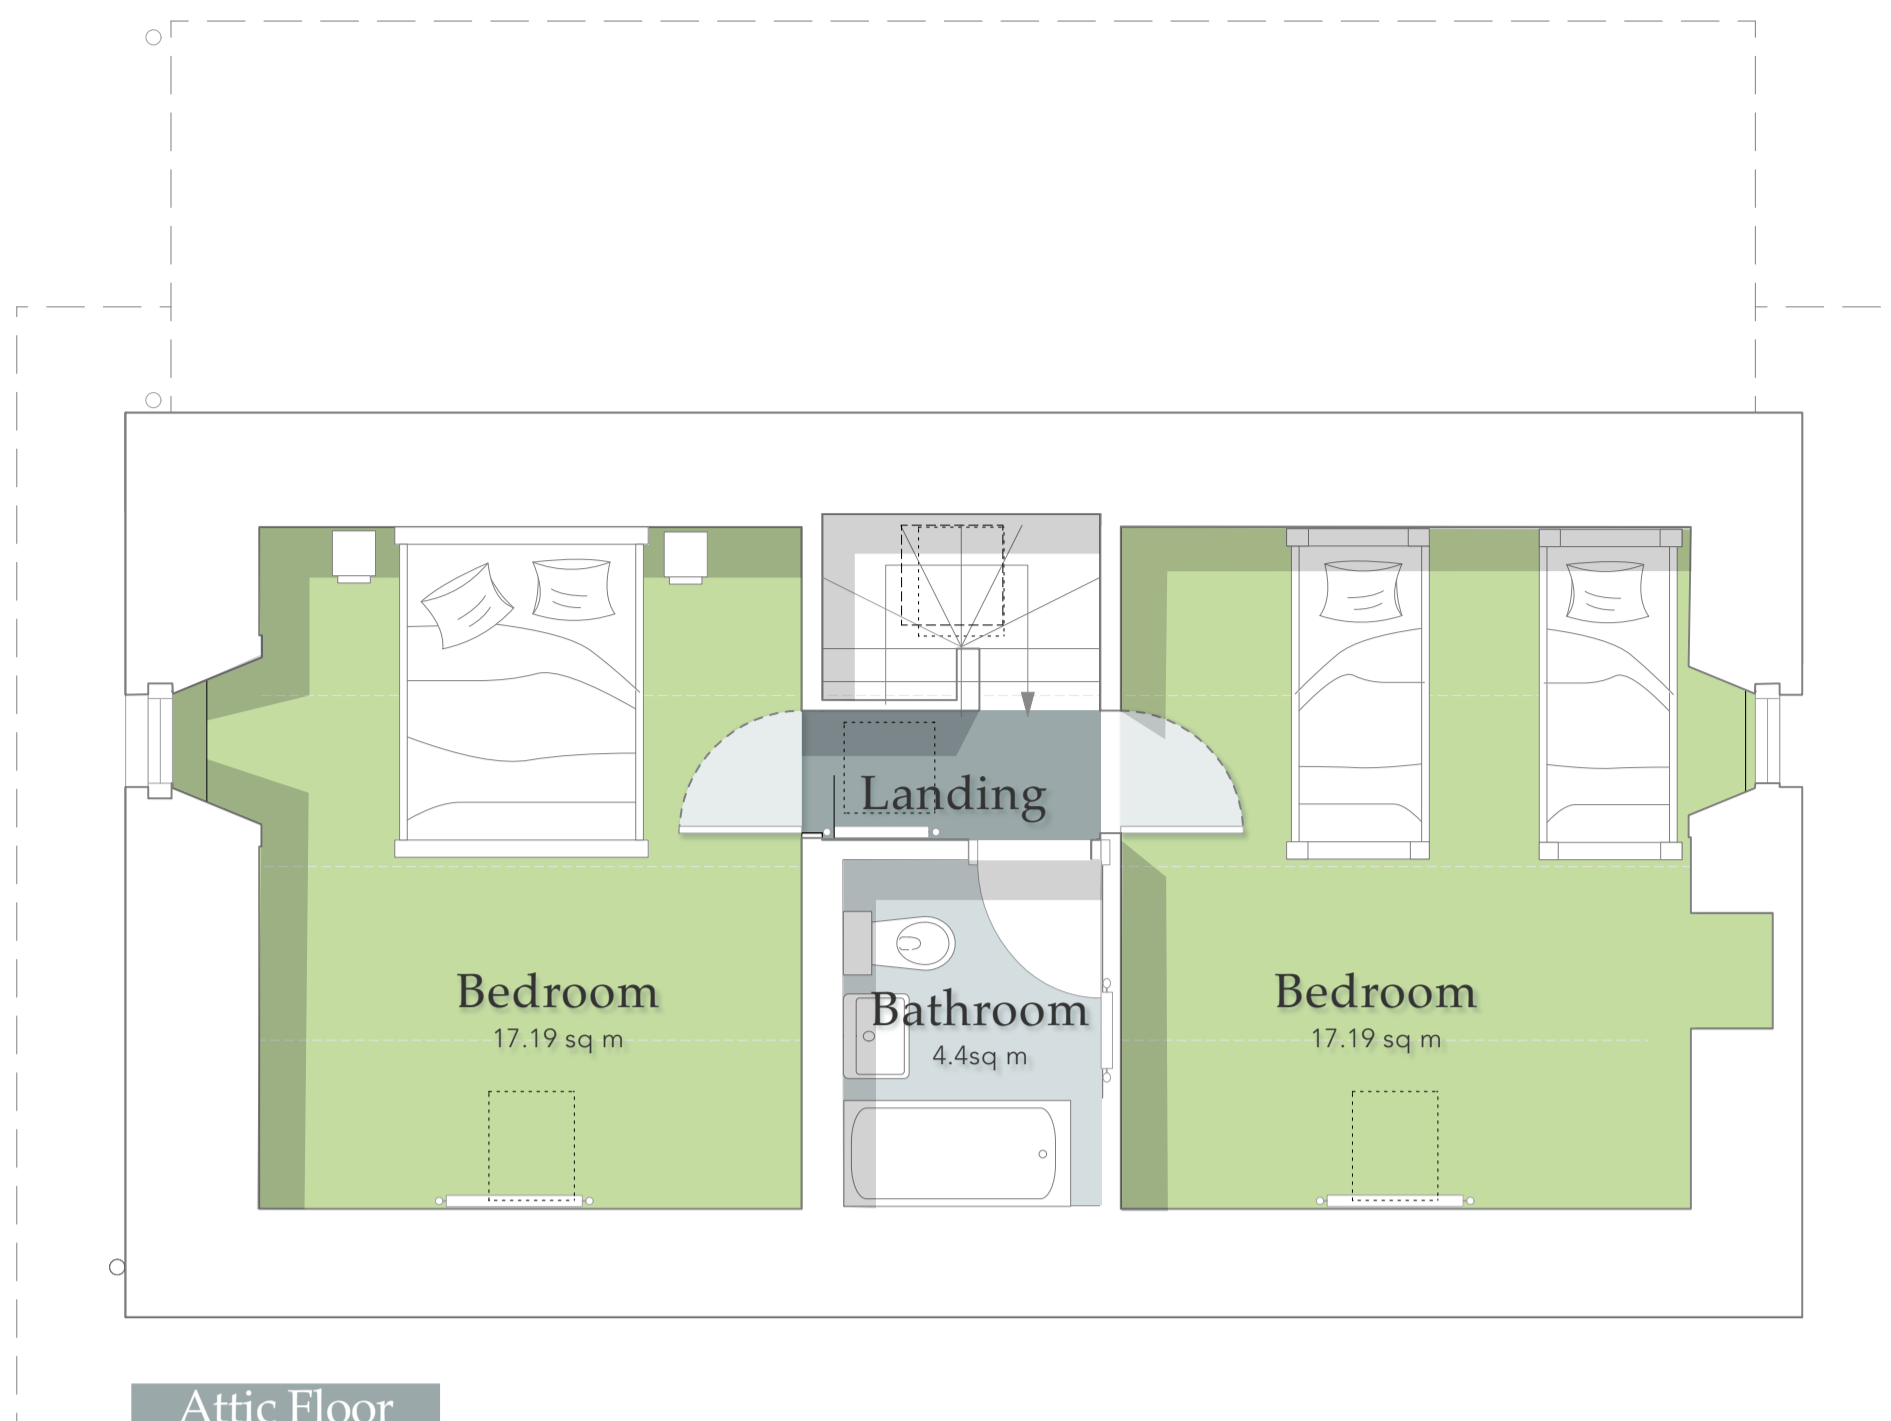 Landing
Bedroom
17.19 sq m
Bathroom
4.4sq m
Bedroom
17.19 sq m
Attic Floor